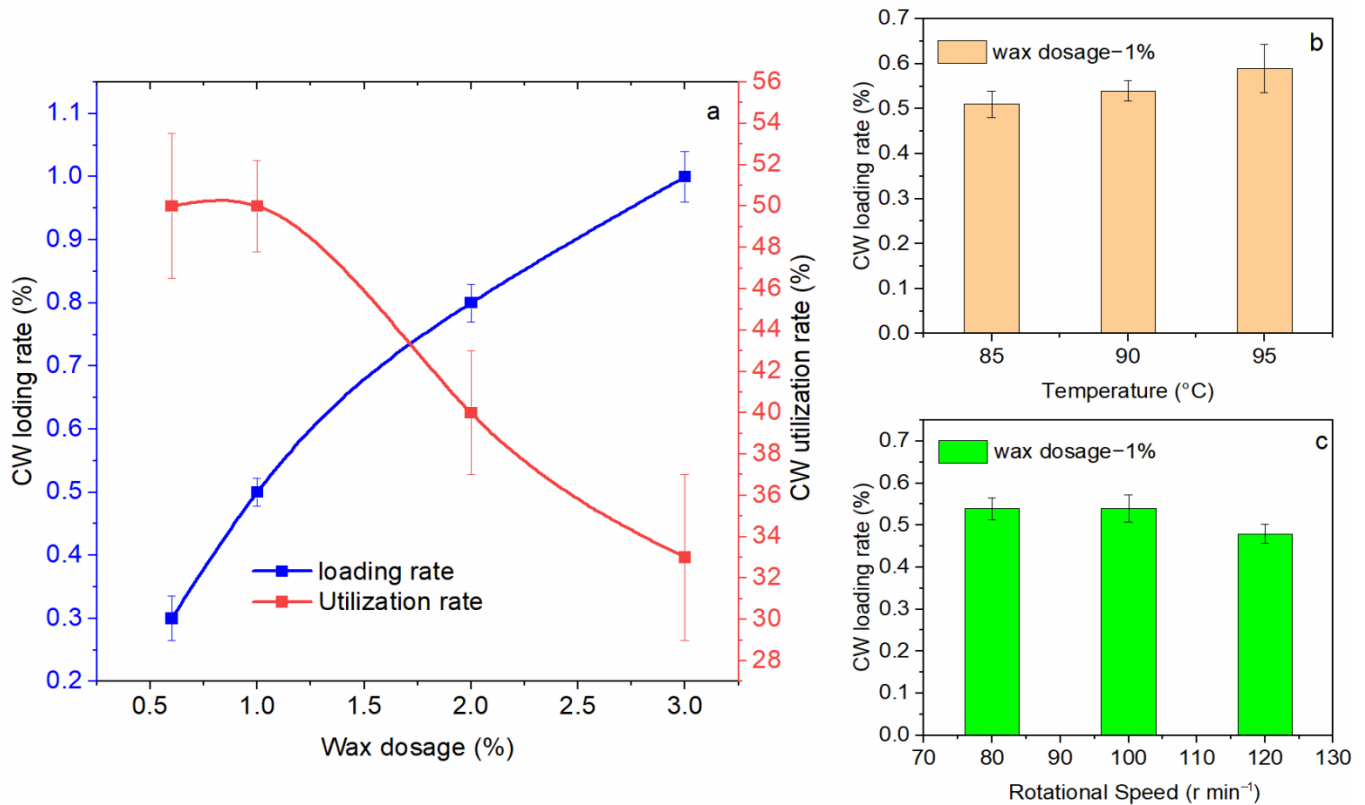 a
CW loding rate (%)
1.1
1.0
0.9
0.8
0.7
0.6
0.5
0.4
0.3
0.2
loading rate
Utilization rate
56
54
52
50
48
46
44
42
40
38
36
33
32
30
28
CW utilization rate (%)
0.5 1.0 1.5 2.0 2.5 3.0
Wax dosage (%)
b
wax dosage−1%
CW loading rate (%)
0.7
0.6
0.5
0.4
0.3
0.2
0.1
0.0
85 90 95
Temperature (°C)
c
wax dosage−1%
CW loading rate (%)
0.7
0.6
0.5
0.4
0.3
0.2
0.1
0.0
70 80 90 100 110 120 130
Rotational Speed (r min⁻¹)